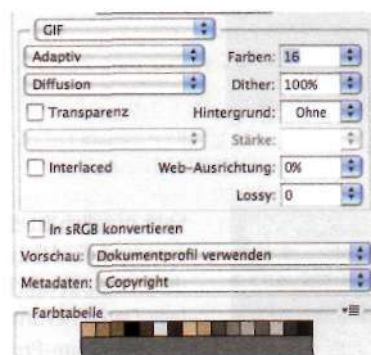 GIF
Adaptiv Farben: 16
Diffusion Dither: 100%
Transparenz Hintergrund: Ohne
Stärke:
Interlaced Web-Ausrichtung: 0%
Lossy: 0
In sRGB konvertieren
Vorschau: Dokumentprofil verwenden
Metadaten: Copyright
Farbtabelle